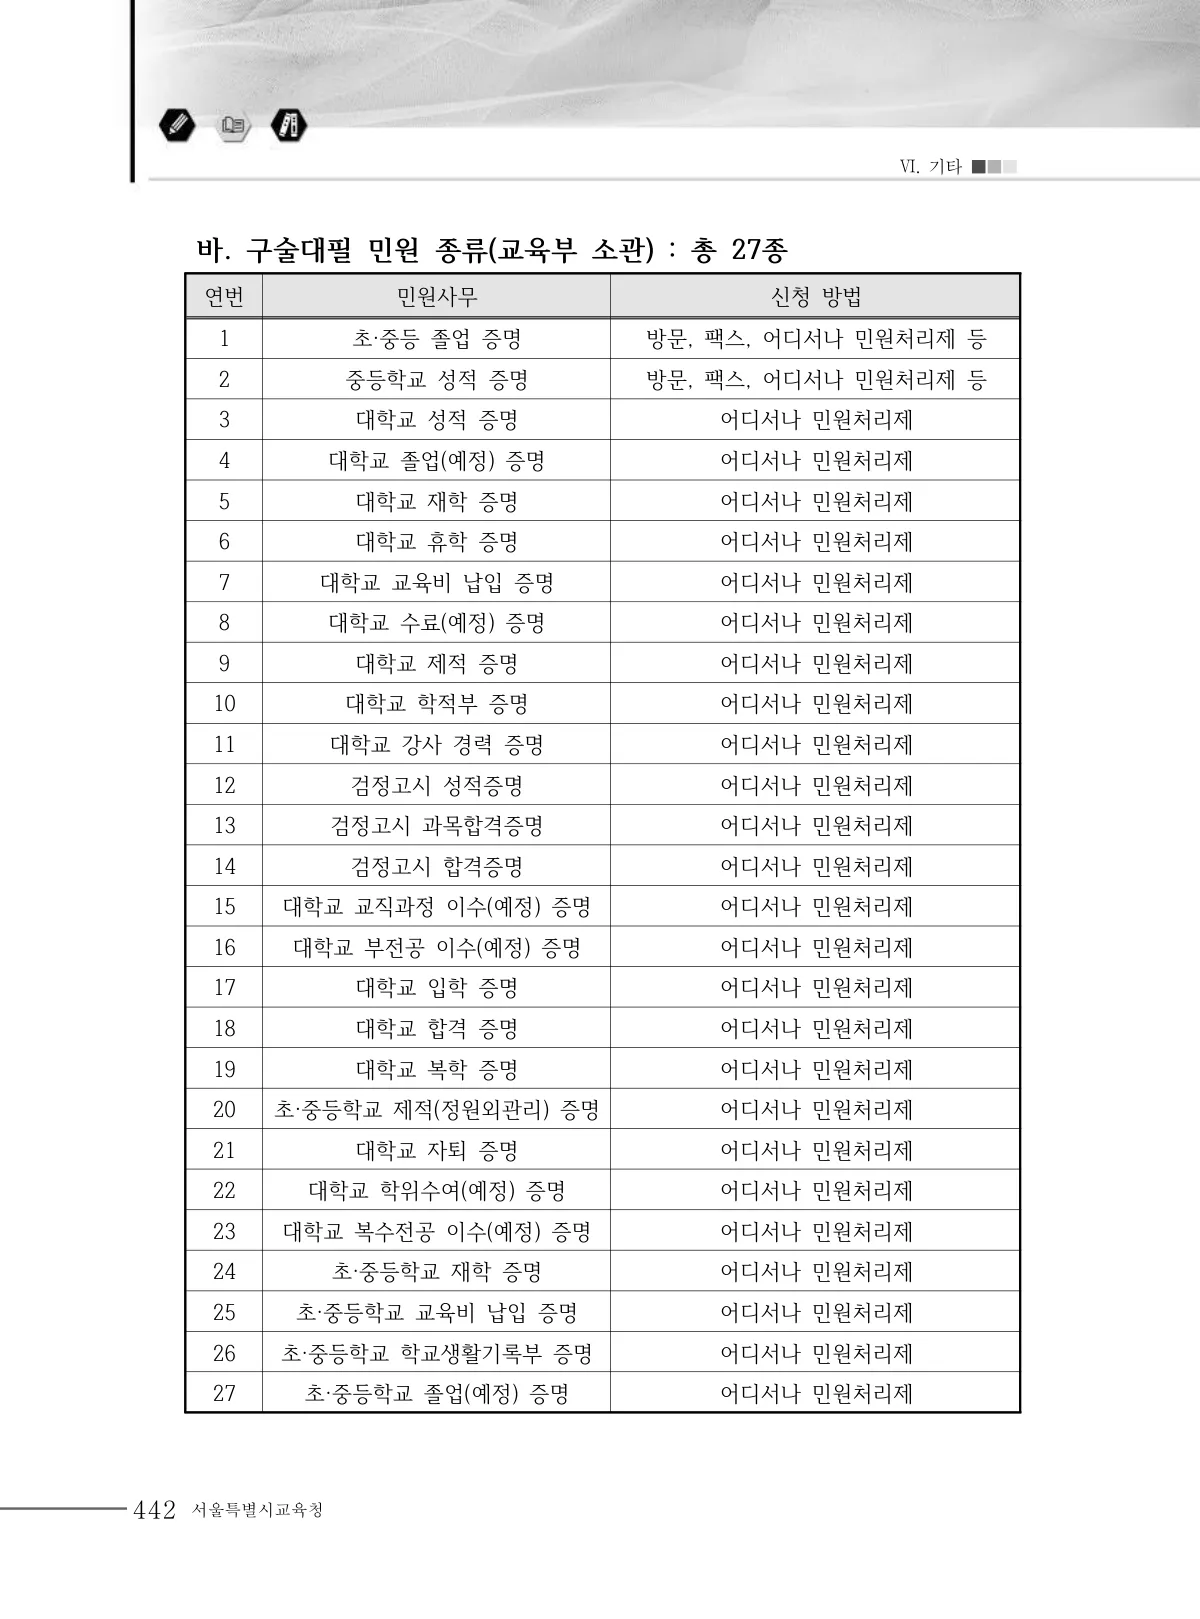 Ⅵ. 기타
바. 구술대필 민원 종류(교육부 소관) : 총 27종
연번 민원사무 신청 방법
1 초·중등 졸업 증명 방문, 팩스, 어디서나 민원처리제 등
2 중등학교 성적 증명 방문, 팩스, 어디서나 민원처리제 등
3 대학교 성적 증명 어디서나 민원처리제
4 대학교 졸업(예정) 증명 어디서나 민원처리제
5 대학교 재학 증명 어디서나 민원처리제
6 대학교 휴학 증명 어디서나 민원처리제
7 대학교 교육비 납입 증명 어디서나 민원처리제
8 대학교 수료(예정) 증명 어디서나 민원처리제
9 대학교 제적 증명 어디서나 민원처리제
10 대학교 학적부 증명 어디서나 민원처리제
11 대학교 강사 경력 증명 어디서나 민원처리제
12 검정고시 성적증명 어디서나 민원처리제
13 검정고시 과목합격증명 어디서나 민원처리제
14 검정고시 합격증명 어디서나 민원처리제
15 대학교 교직과정 이수(예정) 증명 어디서나 민원처리제
16 대학교 부전공 이수(예정) 증명 어디서나 민원처리제
17 대학교 입학 증명 어디서나 민원처리제
18 대학교 합격 증명 어디서나 민원처리제
19 대학교 복학 증명 어디서나 민원처리제
20 초·중등학교 제적(정원외관리) 증명 어디서나 민원처리제
21 대학교 자퇴 증명 어디서나 민원처리제
22 대학교 학위수여(예정) 증명 어디서나 민원처리제
23 대학교 복수전공 이수(예정) 증명 어디서나 민원처리제
24 초·중등학교 재학 증명 어디서나 민원처리제
25 초·중등학교 교육비 납입 증명 어디서나 민원처리제
26 초·중등학교 학교생활기록부 증명 어디서나 민원처리제
27 초·중등학교 졸업(예정) 증명 어디서나 민원처리제
442 서울특별시교육청